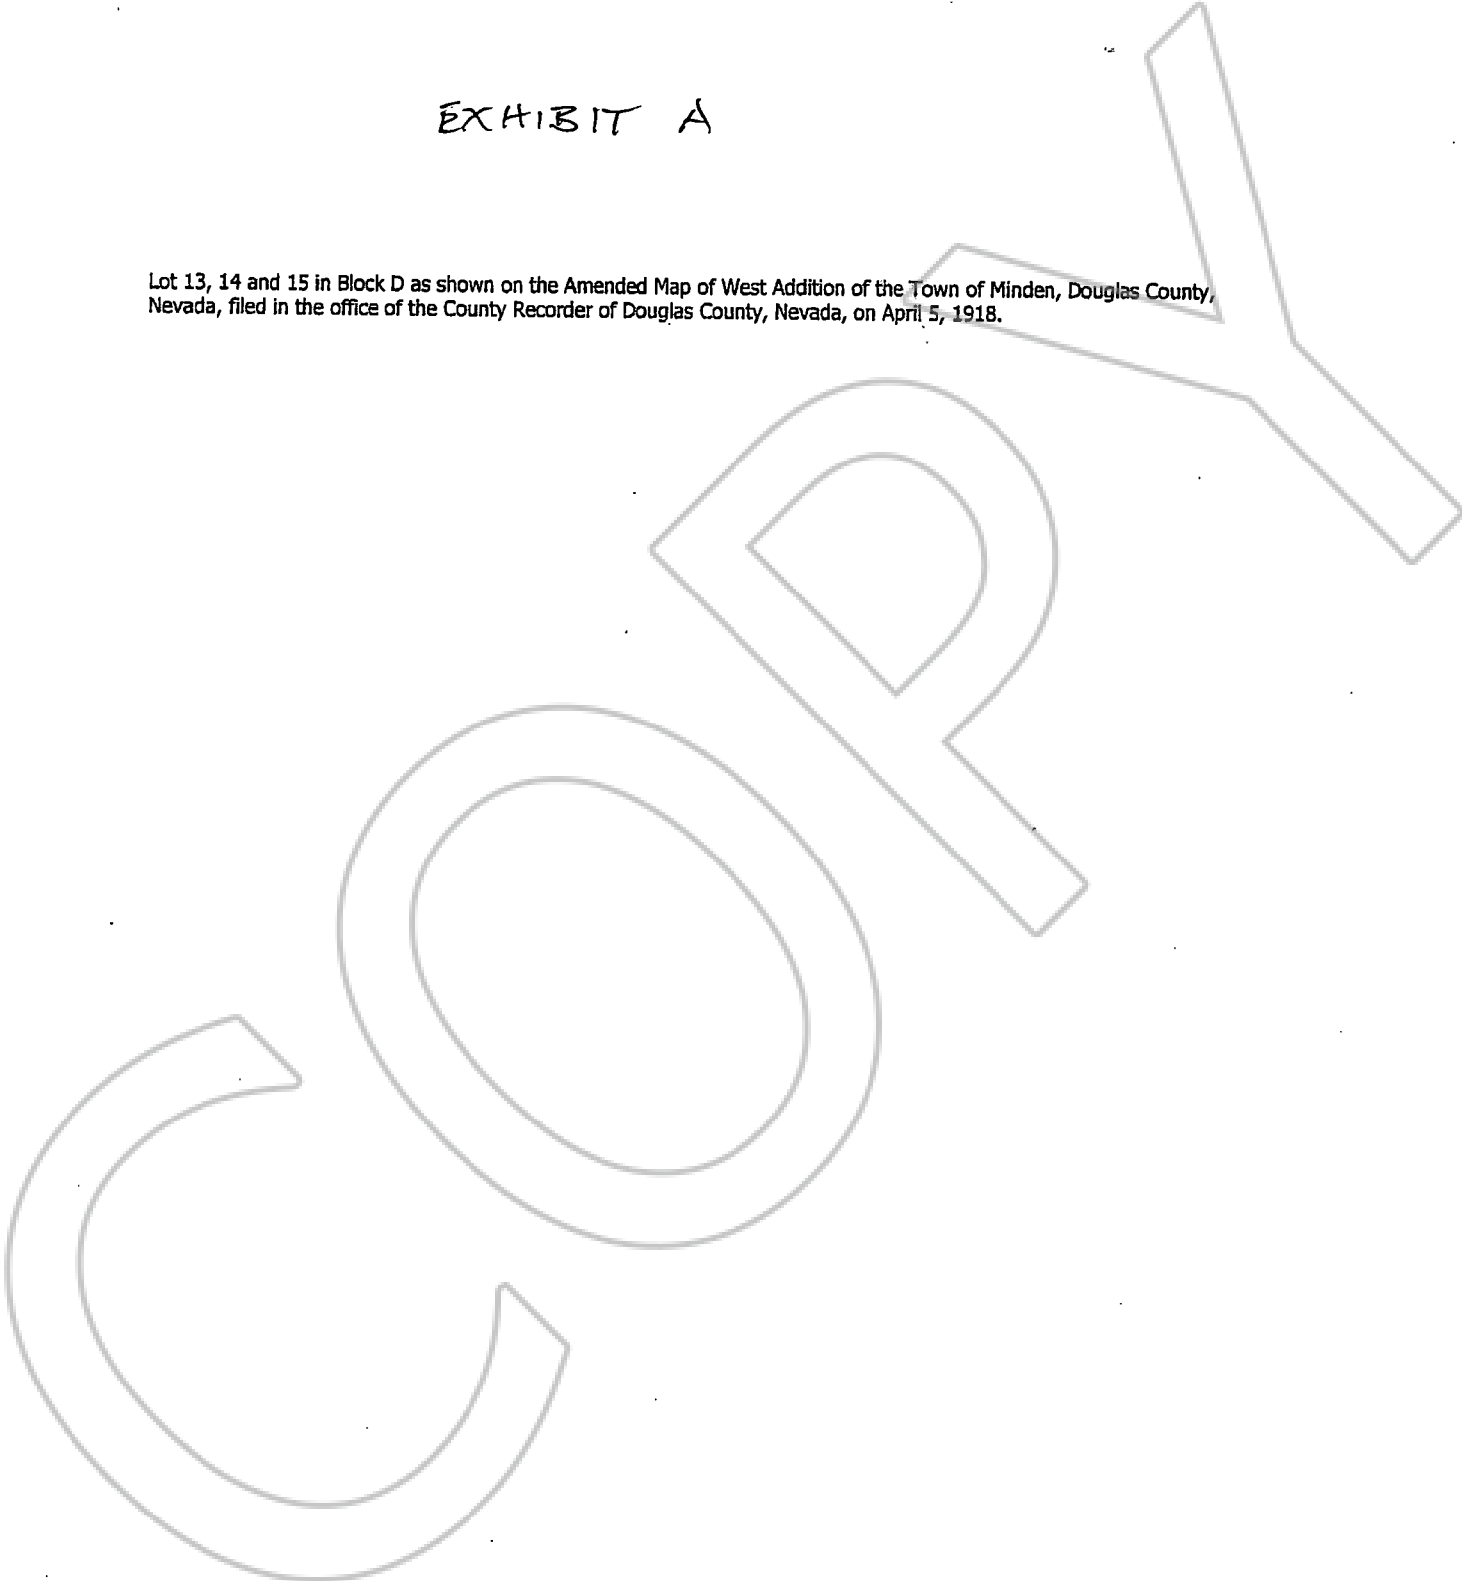 EXHIBIT A
Lot 13, 14 and 15 in Block D as shown on the Amended Map of West Addition of the Town of Minden, Douglas County,
Nevada, filed in the office of the County Recorder of Douglas County, Nevada, on April 5, 1918.
COPY